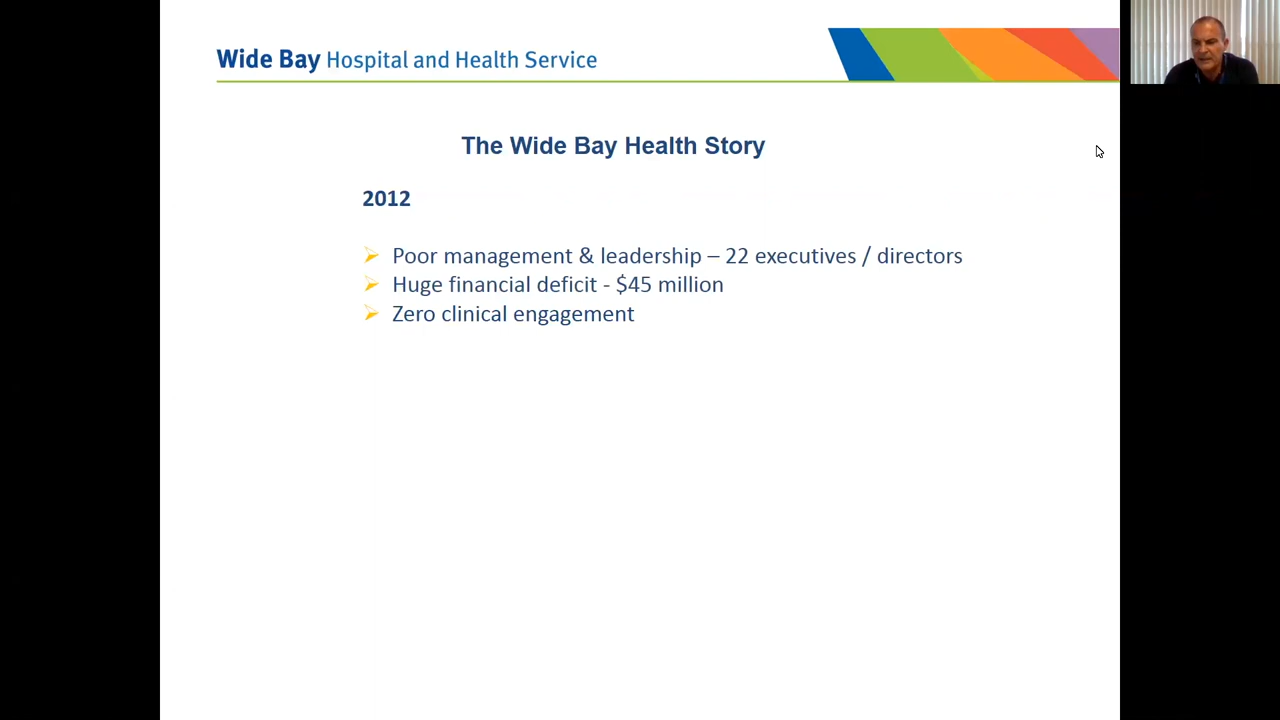 Wide Bay Hospital and Health Service
The Wide Bay Health Story
2012
Poor management & leadership – 22 executives / directors
Huge financial deficit - $45 million
Zero clinical engagement